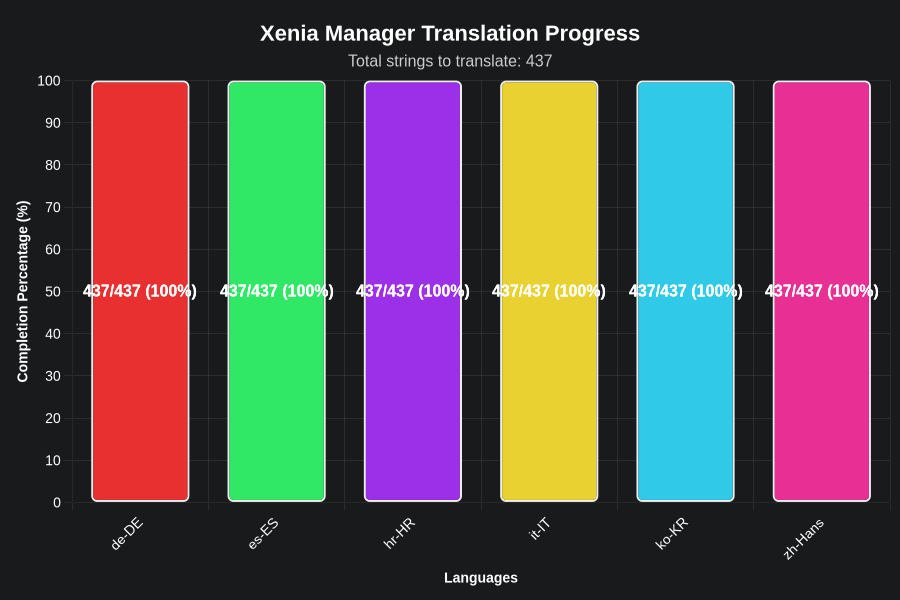 Xenia Manager Translation Progress
Total strings to translate: 437
Completion Percentage (%)
100
90
80
70
60
50
40
30
20
10
0
437/437 (100%)
437/437 (100%)
437/437 (100%)
437/437 (100%)
437/437 (100%)
437/437 (100%)
de-DE
es-ES
hr-HR
it-IT
ko-KR
zh-Hans
Languages